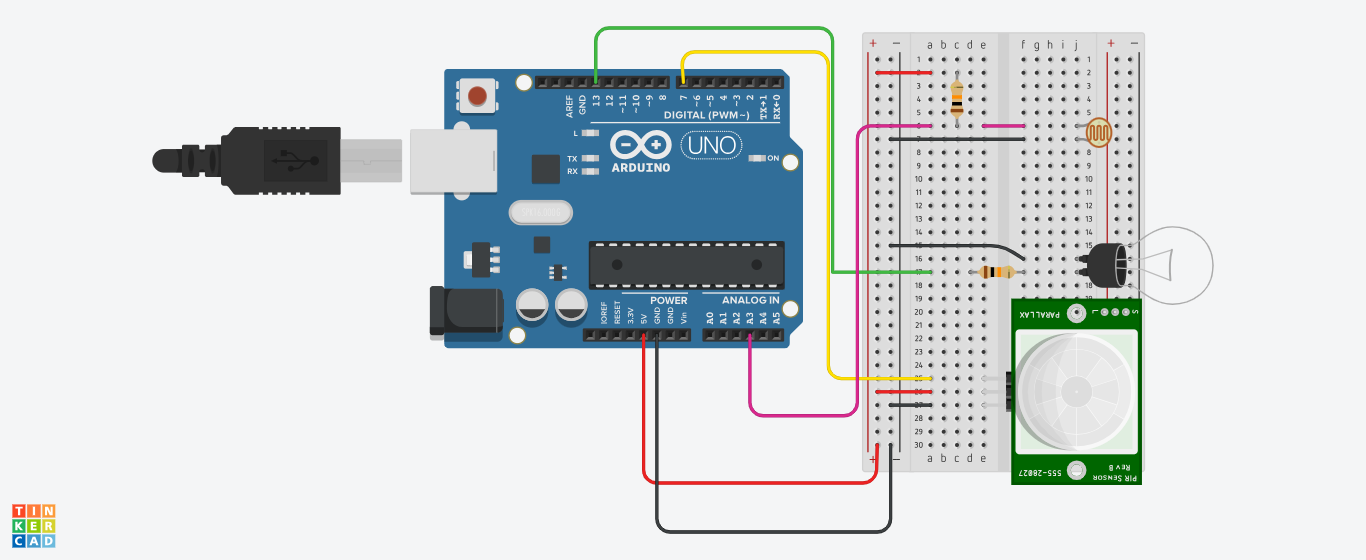 AREF
GND
13
12
~11
~10
~9
8
7
~6
~5
4
~3
2
TX→1
RX←0
DIGITAL (PWM~)
L
TX
RX
ARDUINO
UNO
ON
POWER
ANALOG IN
IOREF
RESET
3.3V
5V
GND
GND
Vin
A0
A1
A2
A3
A4
A5
+ −
a b c d e
f g h i j
+ −
1 1
2 2
3 3
4 4
5 5
8 8
9 9
10 10
11 11
12 12
13 13
14 14
15 15
16 16
17 17
18 18
19 19
20
21
22
23
24
25
26
27
28
29
30
+ −
a b c d e
PARALLAX
L S
555-28027
PIR SENSOR
REV B
TIN
KER
CAD